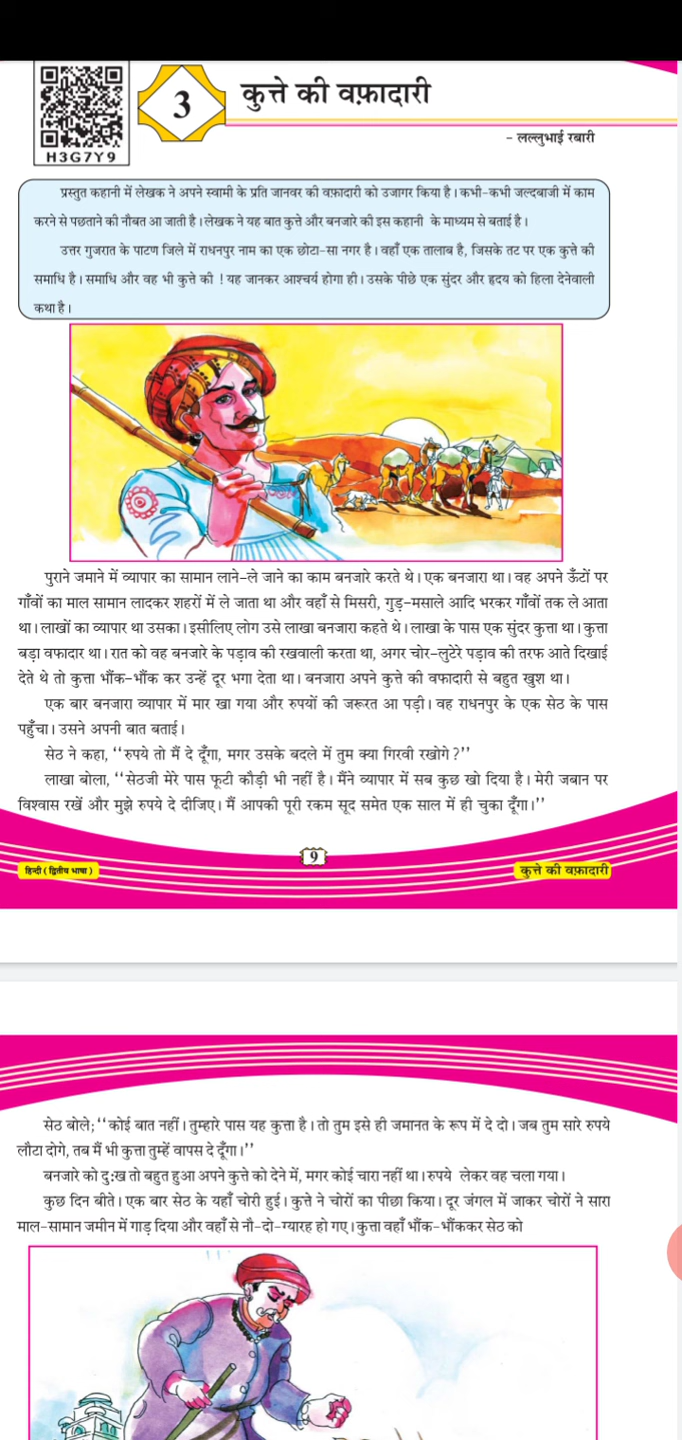 H3G7Y9
3
कुत्ते की वफ़ादारी
– लल्लुभाई रबारी
प्रस्तुत कहानी में लेखक ने अपने स्वामी के प्रति जानवर की वफ़ादारी को उजागर किया है। कभी-कभी जल्दबाजी में काम
करने से पछताने की नौबत आ जाती है। लेखक ने यह बात कुत्ते और बनजारे की इस कहानी के माध्यम से बताई है।
उत्तर गुजरात के पाटण जिले में राधनपुर नाम का एक छोटा-सा नगर है। वहाँ एक तालाब है, जिसके तट पर एक कुत्ते की
समाधि है। समाधि और वह भी कुत्ते की ! यह जानकर आश्चर्य होगा ही। उसके पीछे एक सुंदर और हृदय को हिला देनेवाली
कथा है।
पुराने जमाने में व्यापार का सामान लाने-ले जाने का काम बनजारे करते थे। एक बनजारा था। वह अपने ऊँटों पर
गाँवों का माल सामान लादकर शहरों में ले जाता था और वहाँ से मिसरी, गुड़-मसाले आदि भरकर गाँवों तक ले आता
था। लाखों का व्यापार था उसका। इसीलिए लोग उसे लाखा बनजारा कहते थे। लाखा के पास एक सुंदर कुत्ता था। कुत्ता
बड़ा वफादार था। रात को वह बनजारे के पड़ाव की रखवाली करता था, अगर चोर-लुटेरे पड़ाव की तरफ आते दिखाई
देते थे तो कुत्ता भौंक-भौंक कर उन्हें दूर भगा देता था। बनजारा अपने कुत्ते की वफादारी से बहुत खुश था।
एक बार बनजारा व्यापार में मार खा गया और रुपयों की जरूरत आ पड़ी। वह राधनपुर के एक सेठ के पास
पहुँचा। उसने अपनी बात बताई।
सेठ ने कहा, ‘‘रुपये तो मैं दे दूँगा, मगर उसके बदले में तुम क्या गिरवी रखोगे ?’’
लाखा बोला, ‘‘सेठजी मेरे पास फूटी कौड़ी भी नहीं है। मैंने व्यापार में सब कुछ खो दिया है। मेरी जबान पर
विश्वास रखें और मुझे रुपये दे दीजिए। मैं आपकी पूरी रकम सूद समेत एक साल में ही चुका दूँगा।’’
9
हिन्दी ( द्वितीय भाषा )
कुत्ते की वफ़ादारी
सेठ बोले; ‘‘कोई बात नहीं। तुम्हारे पास यह कुत्ता है। तो तुम इसे ही जमानत के रूप में दे दो। जब तुम सारे रुपये
लौटा दोगे, तब मैं भी कुत्ता तुम्हें वापस दे दूँगा।’’
बनजारे को दुःख तो बहुत हुआ अपने कुत्ते को देने में, मगर कोई चारा नहीं था। रुपये लेकर वह चला गया।
कुछ दिन बीते। एक बार सेठ के यहाँ चोरी हुई। कुत्ते ने चोरों का पीछा किया। दूर जंगल में जाकर चोरों ने सारा
माल-सामान जमीन में गाड़ दिया और वहाँ से नौ-दो-ग्यारह हो गए। कुत्ता वहाँ भौंक-भौंककर सेठ को